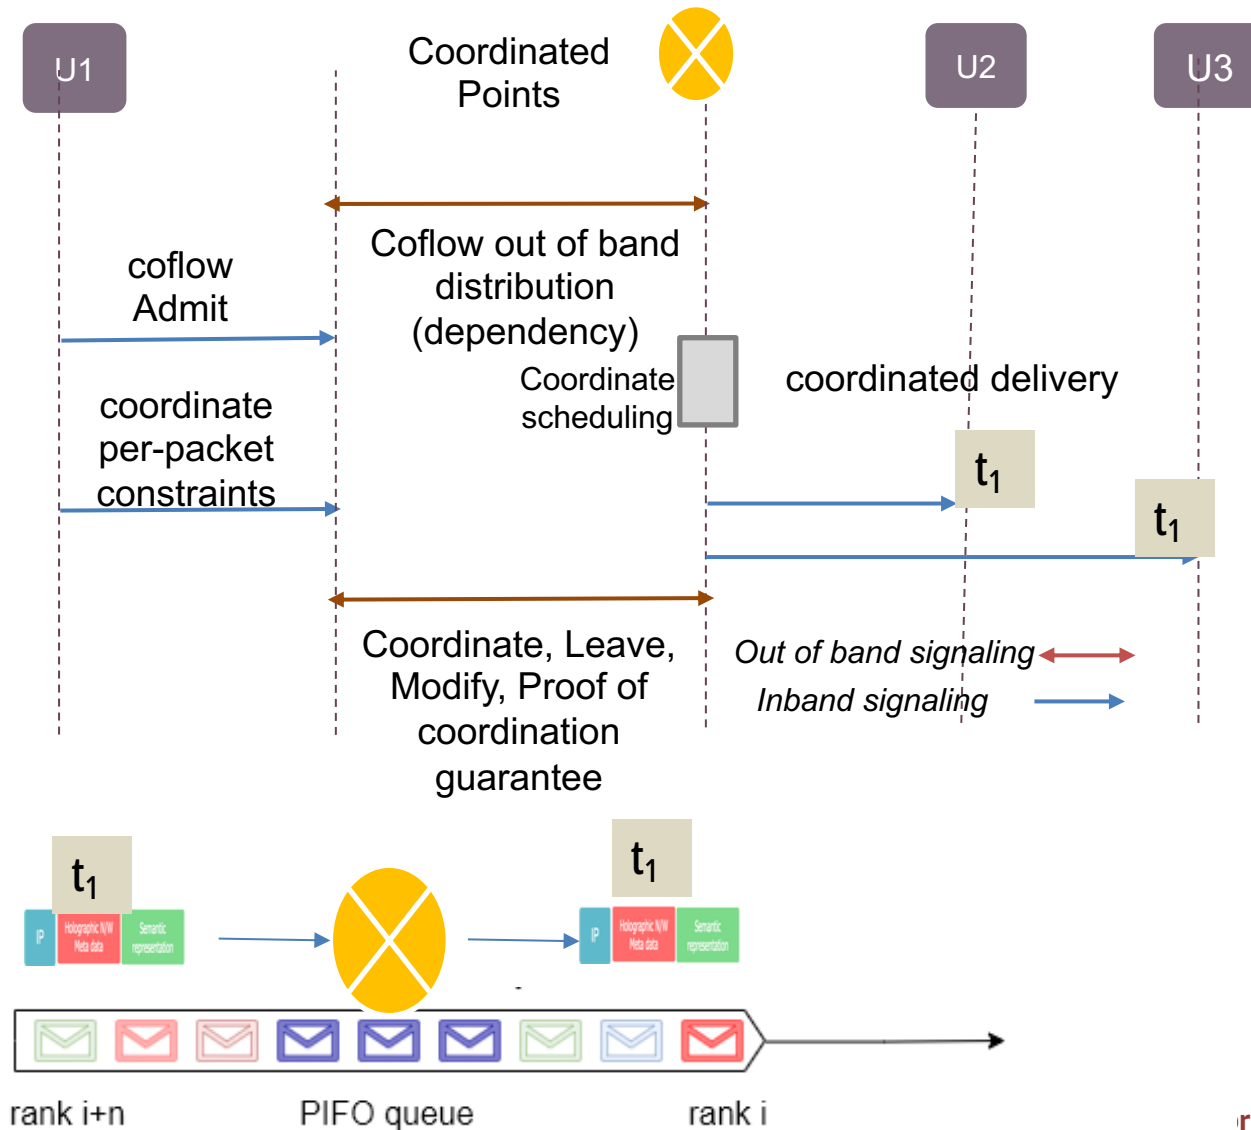 U1
Coordinated
Points
U2
U3
coflow
Admit
Coflow out of band
distribution
(dependency)
Coordinate
scheduling
coordinated delivery
coordinate
per-packet
constraints
t₁
t₁
Coordinate, Leave,
Modify, Proof of
coordination
guarantee
Out of band signaling
Inband signaling
t₁
t₁
IP
Holographic N/W
Meta data
Semantic
representation
IP
Holographic N/W
Meta data
Semantic
representation
rank i+n
PIFO queue
rank i